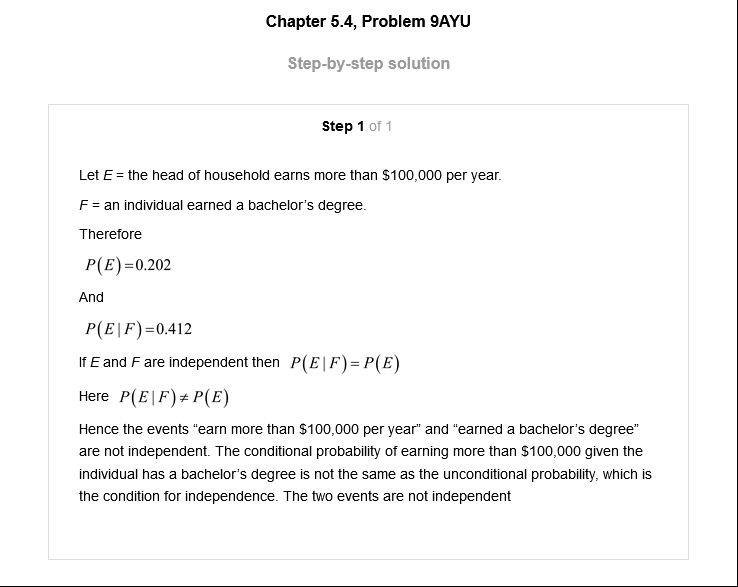 Chapter 5.4, Problem 9AYU
Step-by-step solution
Step 1 of 1
Let E = the head of household earns more than $100,000 per year.
F = an individual earned a bachelor's degree.
Therefore
P(E)=0.202
And
P(E|F)=0.412
If E and F are independent then P(E|F)=P(E)
Here P(E|F)≠P(E)
Hence the events “earn more than $100,000 per year” and “earned a bachelor's degree”
are not independent. The conditional probability of earning more than $100,000 given the
individual has a bachelor's degree is not the same as the unconditional probability, which is
the condition for independence. The two events are not independent